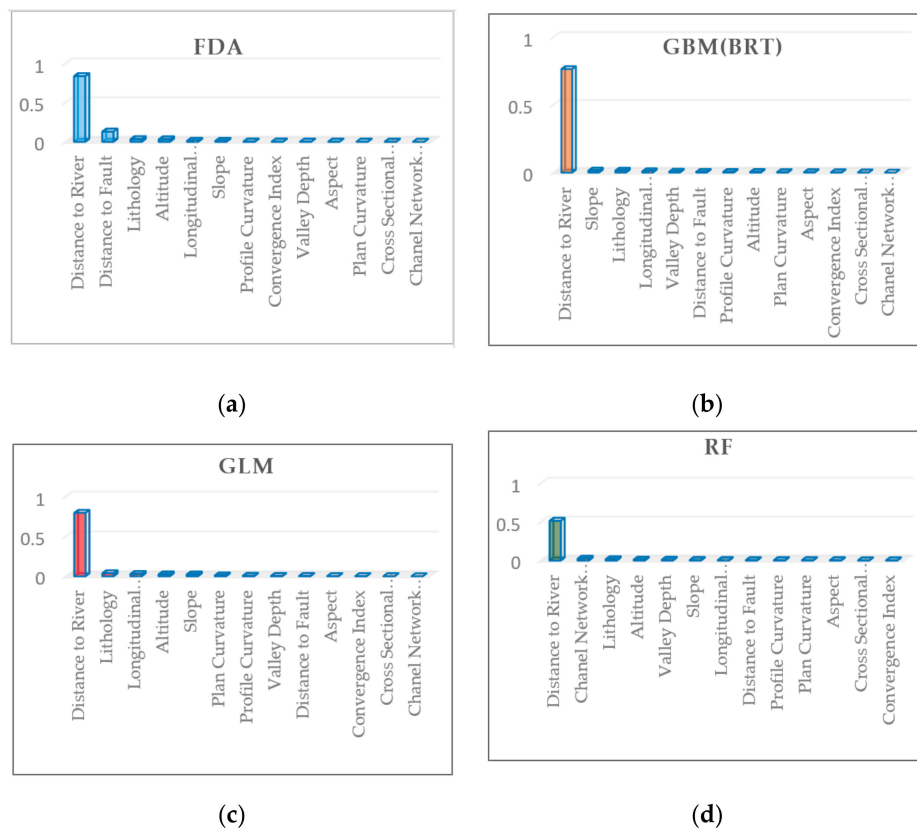 FDA
1
0.5
0
Distance to River
Distance to Fault
Lithology
Altitude
Longitudinal…
Slope
Profile Curvature
Convergence Index
Valley Depth
Aspect
Plan Curvature
Cross Sectional…
Chanel Network…
(a)
GBM(BRT)
1
0.5
0
Distance to River
Slope
Lithology
Longitudinal…
Valley Depth
Distance to Fault
Profile Curvature
Altitude
Plan Curvature
Aspect
Convergence Index
Cross Sectional…
Chanel Network…
(b)
GLM
1
0.5
0
Distance to River
Lithology
Longitudinal…
Altitude
Slope
Plan Curvature
Profile Curvature
Valley Depth
Distance to Fault
Aspect
Convergence Index
Cross Sectional…
Chanel Network…
(c)
RF
1
0.5
0
Distance to River
Chanel Network…
Lithology
Altitude
Valley Depth
Slope
Longitudinal…
Distance to Fault
Profile Curvature
Plan Curvature
Aspect
Cross Sectional…
Convergence Index
(d)